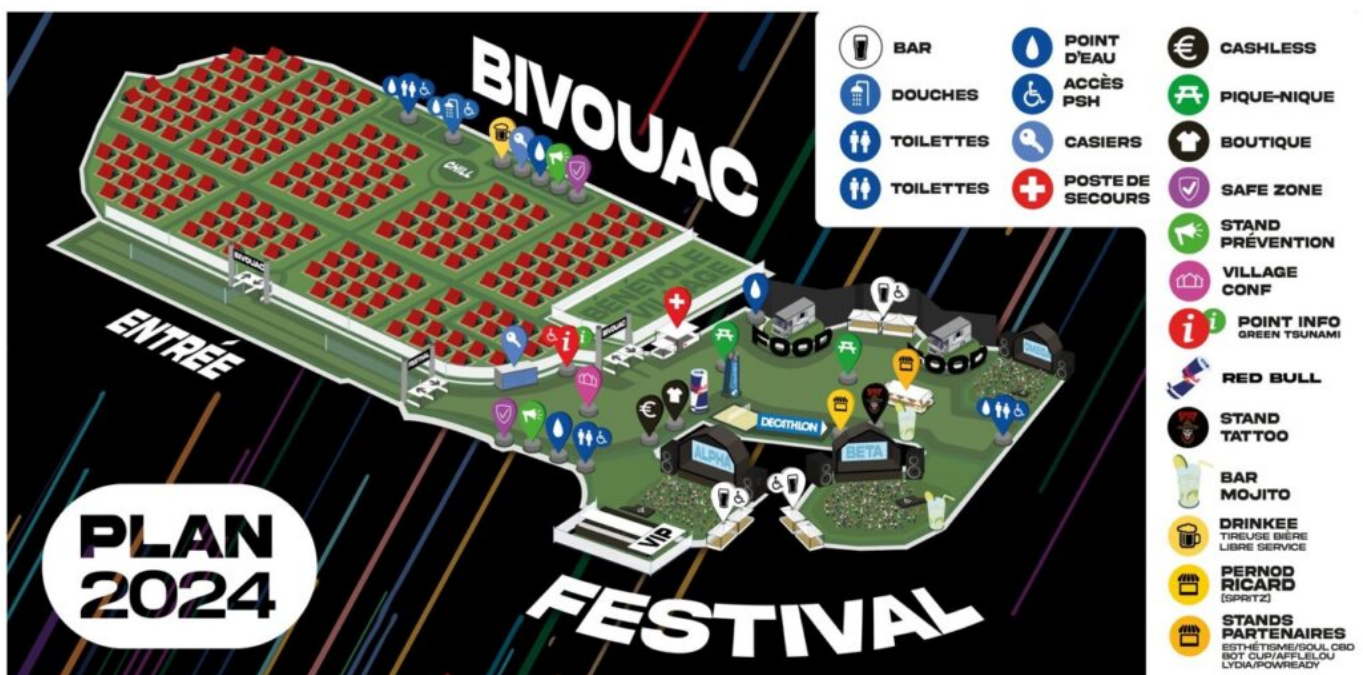 BIVOUAC
CHILL
BIVOUAC
ENTRÉE
BÉNÉVOLE
VILLAGE
BIVOUAC
FESTIVAL
FOOD
FOOD
OMEGA
DECATHLON
ALPHA
BETA
VIP
FESTIVAL
PLAN
2024
BAR
DOUCHES
TOILETTES
TOILETTES
POINT
D'EAU
ACCÈS
PSH
CASIERS
POSTE DE
SECOURS
CASHLESS
PIQUE-NIQUE
BOUTIQUE
SAFE ZONE
STAND
PRÉVENTION
VILLAGE
CONF
POINT INFO
GREEN TSUNAMI
RED BULL
STAND
TATTOO
BAR
MOJITO
DRINKEE
TIREUSE BIÈRE
LIBRE SERVICE
PERNOD
RICARD
(SPRITZ)
STANDS
PARTENAIRES
ESTHÉTISME/SOUL CBD
BOT CUP/AFFLELOU
LYDIA/POWREADY